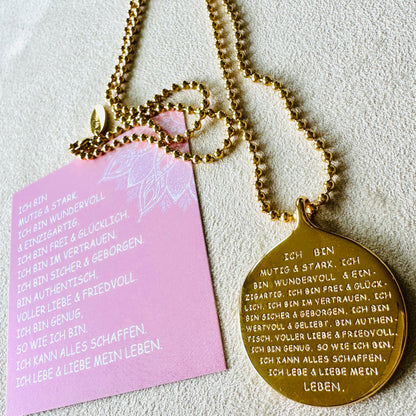 ICH BIN
MUTIG & STARK.
ICH BIN WUNDERVOLL
& EINZIGARTIG.
ICH BIN FREI & GLÜCKLICH.
ICH BIN IM VERTRAUEN.
ICH BIN SICHER & GEBORGEN.
BIN AUTHENTISCH.
VOLLER LIEBE & FRIEDVOLL.
ICH BIN GENUG,
SO WIE ICH BIN.
ICH KANN ALLES SCHAFFEN.
ICH LEBE & LIEBE MEIN LEBEN.
ICH BIN
MUTIG & STARK. ICH
BIN WUNDERVOLL & EIN-
ZIGARTIG. ICH BIN FREI & GLÜCK-
LICH. ICH BIN IM VERTRAUEN. ICH
BIN SICHER & GEBORGEN. ICH BIN
WERTVOLL & GELIEBT. BIN AUTHEN-
TISCH. VOLLER LIEBE & FRIEDVOLL.
ICH BIN GENUG, SO WIE ICH BIN.
ICH KANN ALLES SCHAFFEN.
ICH LEBE & LIEBE MEIN
LEBEN.